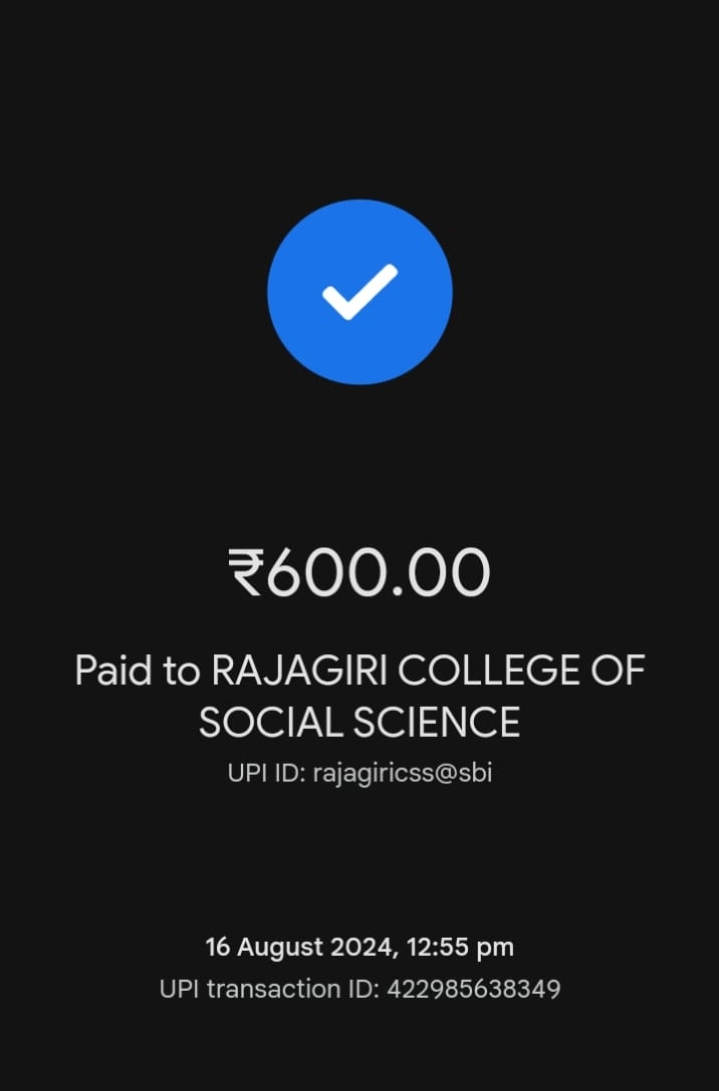 ₹600.00
Paid to RAJAGIRI COLLEGE OF
SOCIAL SCIENCE
UPI ID: rajagiricss@sbi
16 August 2024, 12:55 pm
UPI transaction ID: 422985638349